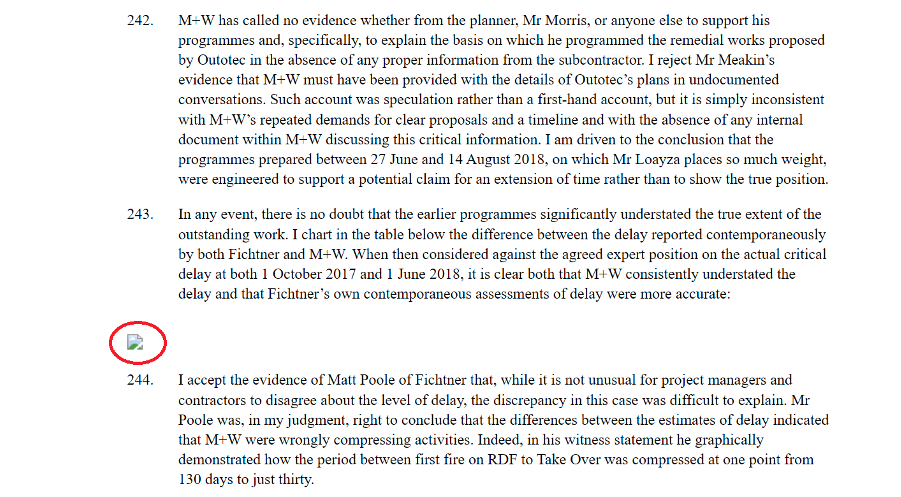 242. M+W has called no evidence whether from the planner, Mr Morris, or anyone else to support his
programmes and, specifically, to explain the basis on which he programmed the remedial works proposed
by Outotec in the absence of any proper information from the subcontractor. I reject Mr Meakin’s
evidence that M+W must have been provided with the details of Outotec’s plans in undocumented
conversations. Such account was speculation rather than a first-hand account, but it is simply inconsistent
with M+W’s repeated demands for clear proposals and a timeline and with the absence of any internal
document within M+W discussing this critical information. I am driven to the conclusion that the
programmes prepared between 27 June and 14 August 2018, on which Mr Loayza places so much weight,
were engineered to support a potential claim for an extension of time rather than to show the true position.
243. In any event, there is no doubt that the earlier programmes significantly understated the true extent of the
outstanding work. I chart in the table below the difference between the delay reported contemporaneously
by both Fichtner and M+W. When then considered against the agreed expert position on the actual critical
delay at both 1 October 2017 and 1 June 2018, it is clear both that M+W consistently understated the
delay and that Fichtner’s own contemporaneous assessments of delay were more accurate:
244. I accept the evidence of Matt Poole of Fichtner that, while it is not unusual for project managers and
contractors to disagree about the level of delay, the discrepancy in this case was difficult to explain. Mr
Poole was, in my judgment, right to conclude that the differences between the estimates of delay indicated
that M+W were wrongly compressing activities. Indeed, in his witness statement he graphically
demonstrated how the period between first fire on RDF to Take Over was compressed at one point from
130 days to just thirty.